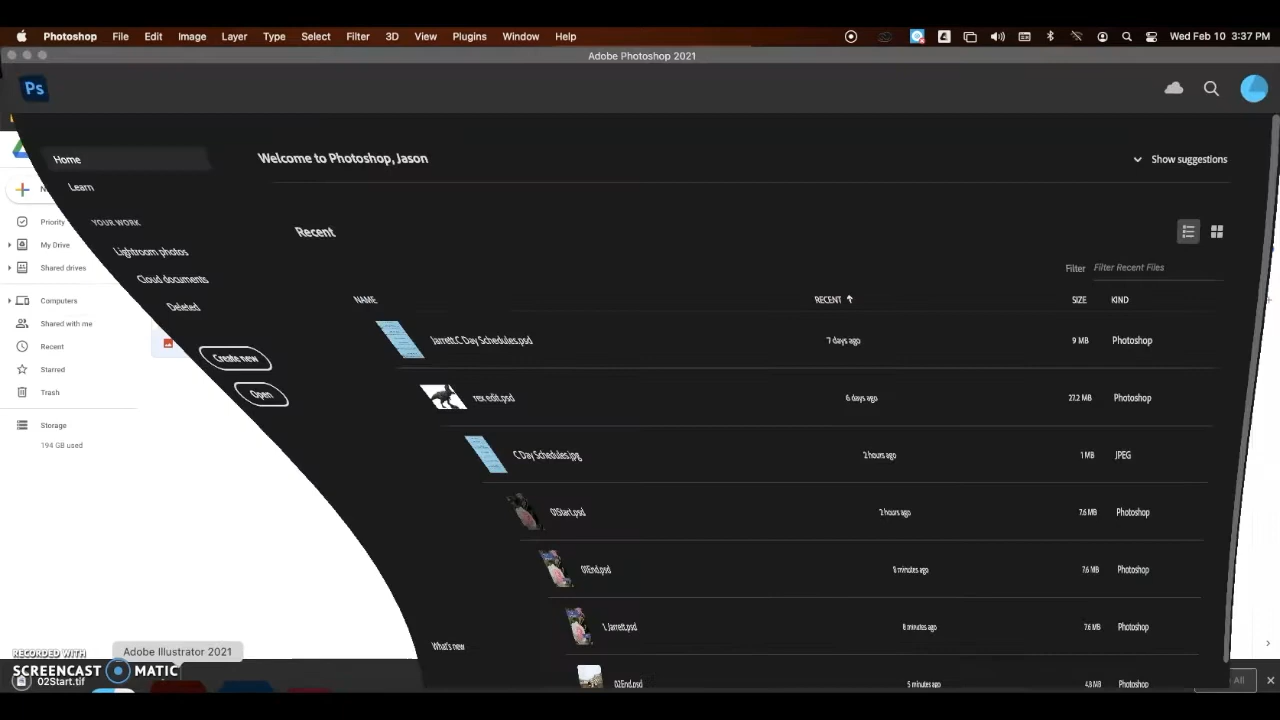 Photoshop File Edit Image Layer Type Select Filter 3D View Plugins Window Help Wed Feb 10 3:37 PM
Adobe Photoshop 2021
Ps
Home
Welcome to Photoshop, Jason
Show suggestions
Learn
Priority
YOUR WORK
Recent
My Drive
Lightroom photos
Shared drives
Cloud documents
Filter Filter Recent Files
Computers
Deleted
NAME RECENT SIZE KIND
Shared with me
Recent
Create new
Jarrett.C Day Schedules.psd 7 days ago 9 MB Photoshop
Starred
Trash
Open
rex edit.psd 6 days ago 27.2 MB Photoshop
Storage
194 GB used
C Day Schedules.jpg 2 hours ago 1 MB JPEG
01Start.psd 2 hours ago 7.6 MB Photoshop
01End.psd 8 minutes ago 7.6 MB Photoshop
1. Jarrett.psd 8 minutes ago 7.6 MB Photoshop
What's new
02End.psd 5 minutes ago 4.8 MB Photoshop
Adobe Illustrator 2021
RECORDED WITH
SCREENCAST MATIC
02Start.tif
All